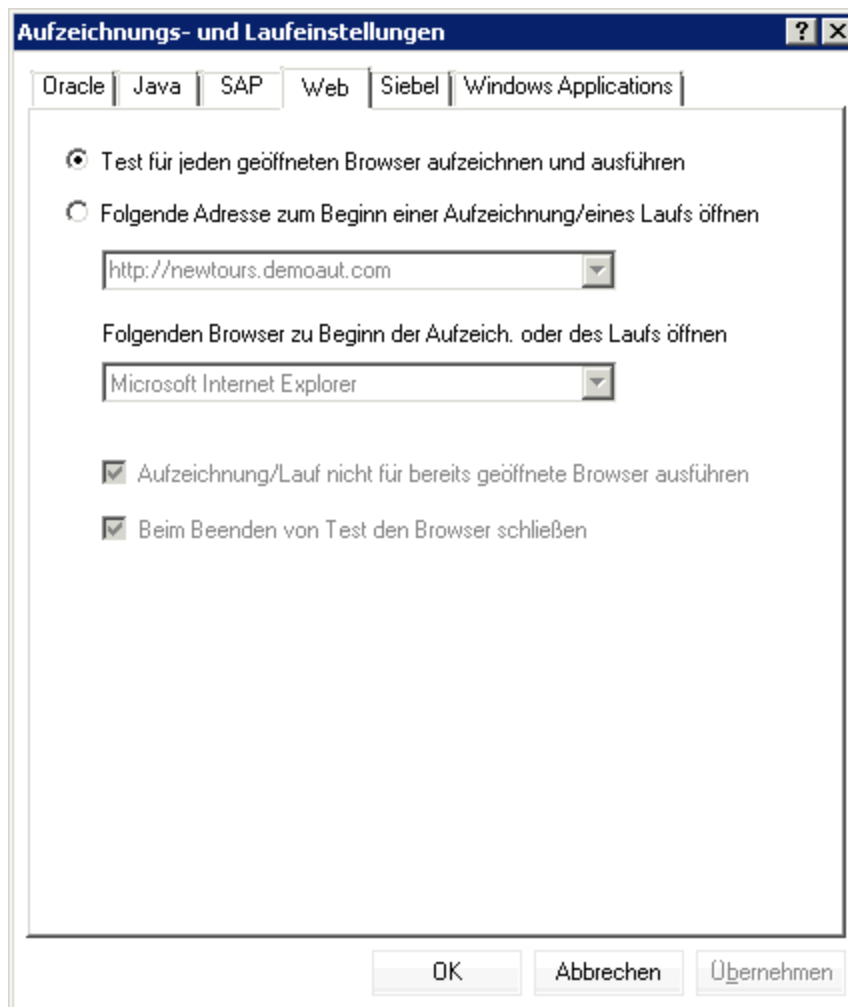 Aufzeichnungs- und Laufeinstellungen
Oracle Java SAP Web Siebel Windows Applications
Test für jeden geöffneten Browser aufzeichnen und ausführen
Folgende Adresse zum Beginn einer Aufzeichnung/eines Laufs öffnen
http://newtours.demoaut.com
Folgenden Browser zu Beginn der Aufzeich. oder des Laufs öffnen
Microsoft Internet Explorer
Aufzeichnung/Lauf nicht für bereits geöffnete Browser ausführen
Beim Beenden von Test den Browser schließen
OK Abbrechen Übernehmen